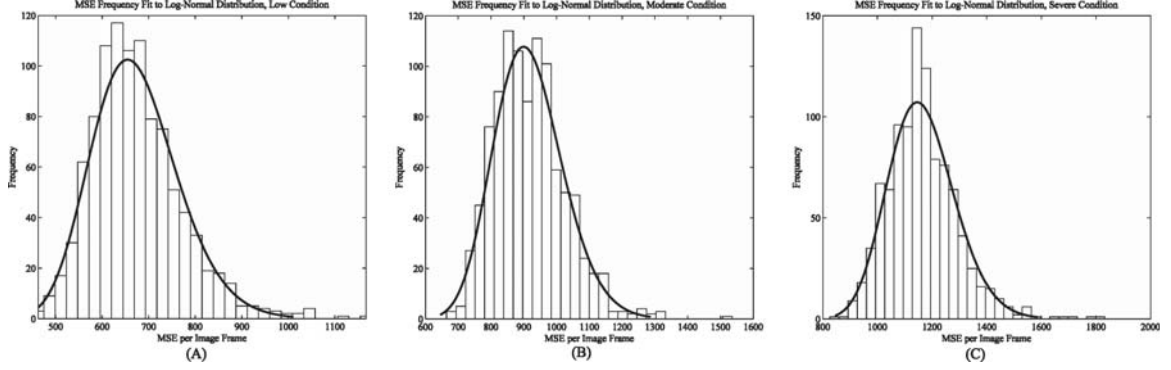 MSE Frequency Fit to Log-Normal Distribution, Low Condition
120
100
80
60
40
20
0
Frequency
500 600 700 800 900 1000 1100
MSE per Image Frame
(A)
MSE Frequency Fit to Log-Normal Distribution, Moderate Condition
120
100
80
60
40
20
0
Frequency
600 700 800 900 1000 1100 1200 1300 1400 1500 1600
MSE per Image Frame
(B)
MSE Frequency Fit to Log-Normal Distribution, Severe Condition
150
100
50
0
Frequency
800 1000 1200 1400 1600 1800 2000
MSE per Image Frame
(C)